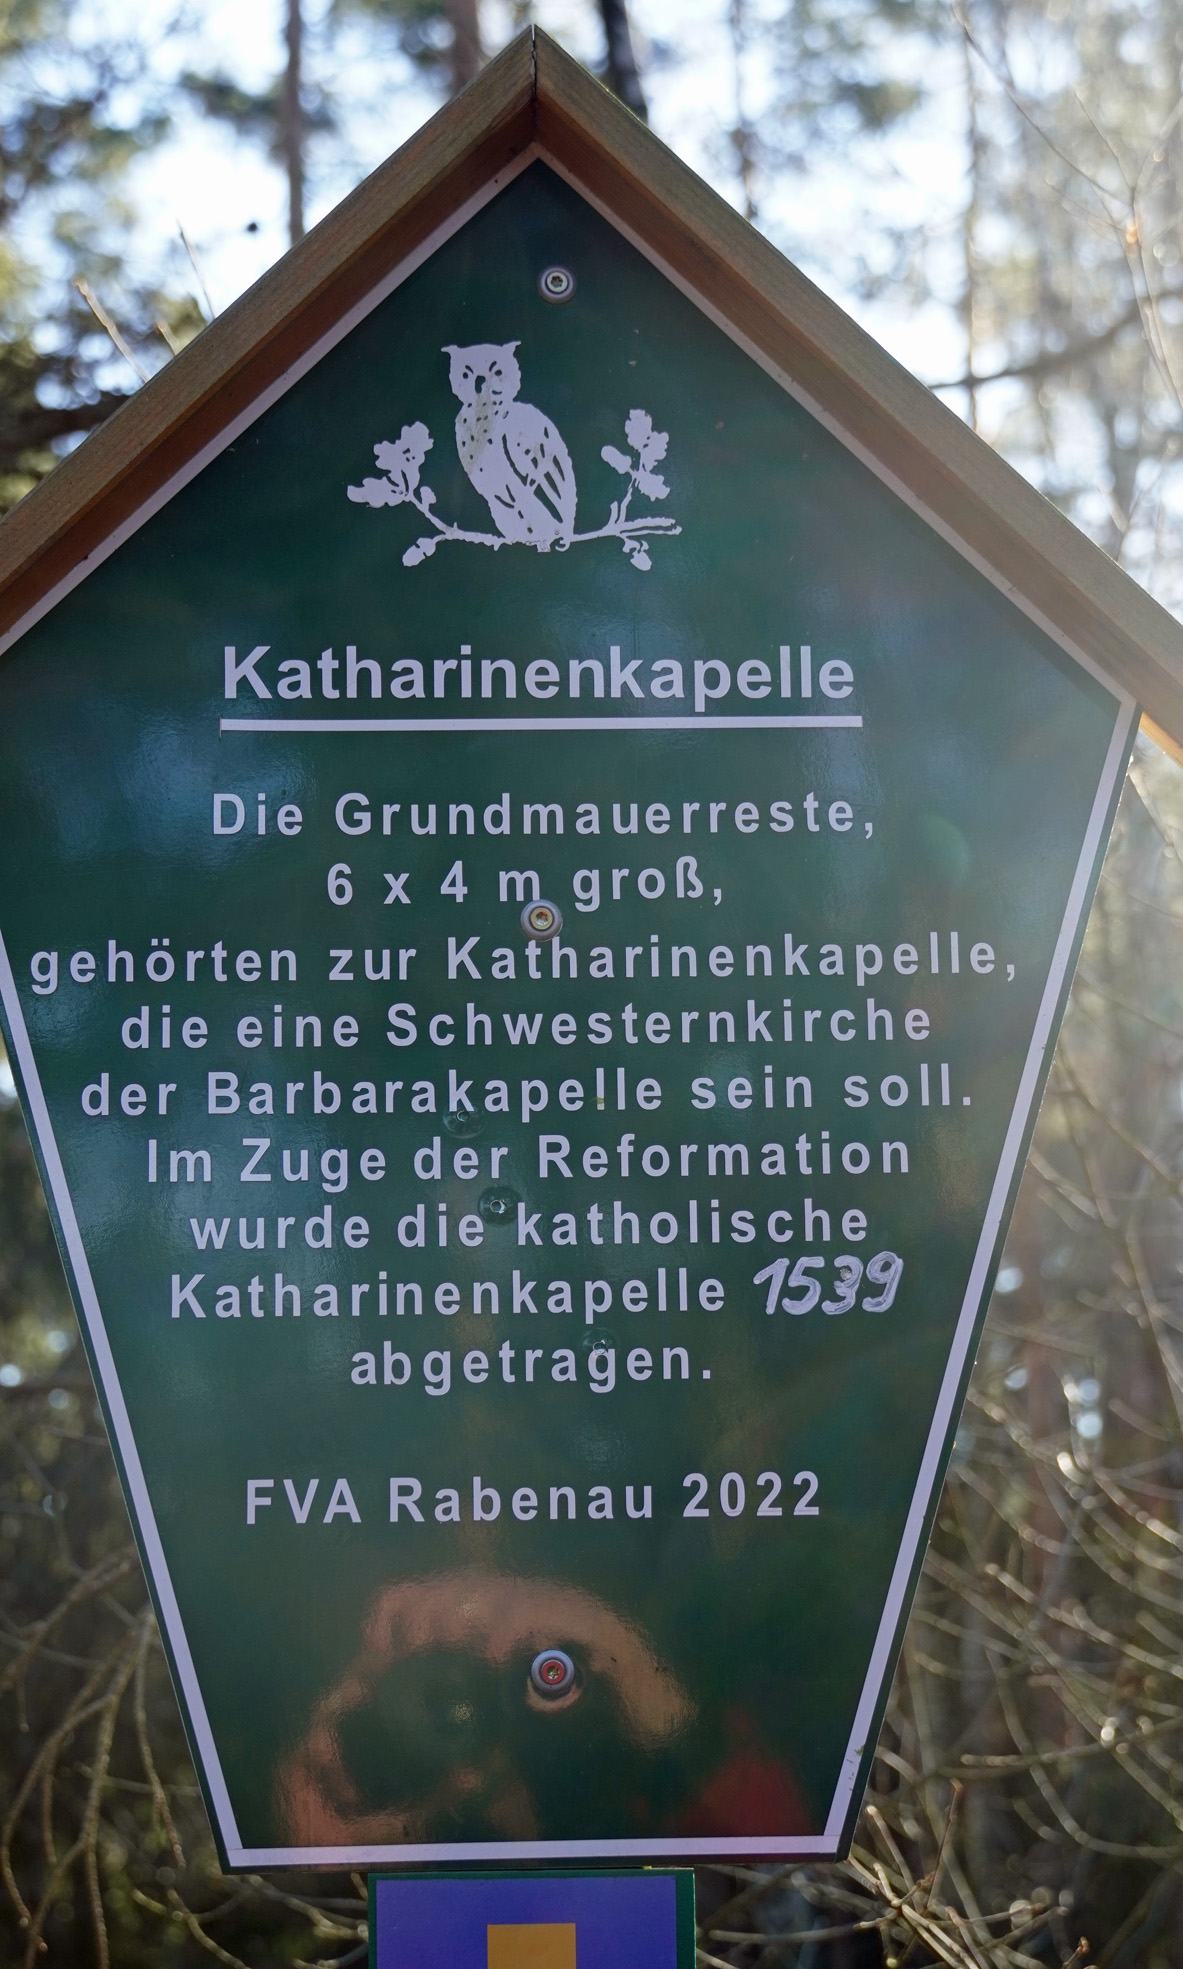 Katharinenkapelle
Die Grundmauerreste,
6 x 4 m groß,
gehörten zur Katharinenkapelle,
die eine Schwesternkirche
der Barbarakapelle sein soll.
Im Zuge der Reformation
wurde die katholische
Katharinenkapelle 1539
abgetragen.
FVA Rabenau 2022